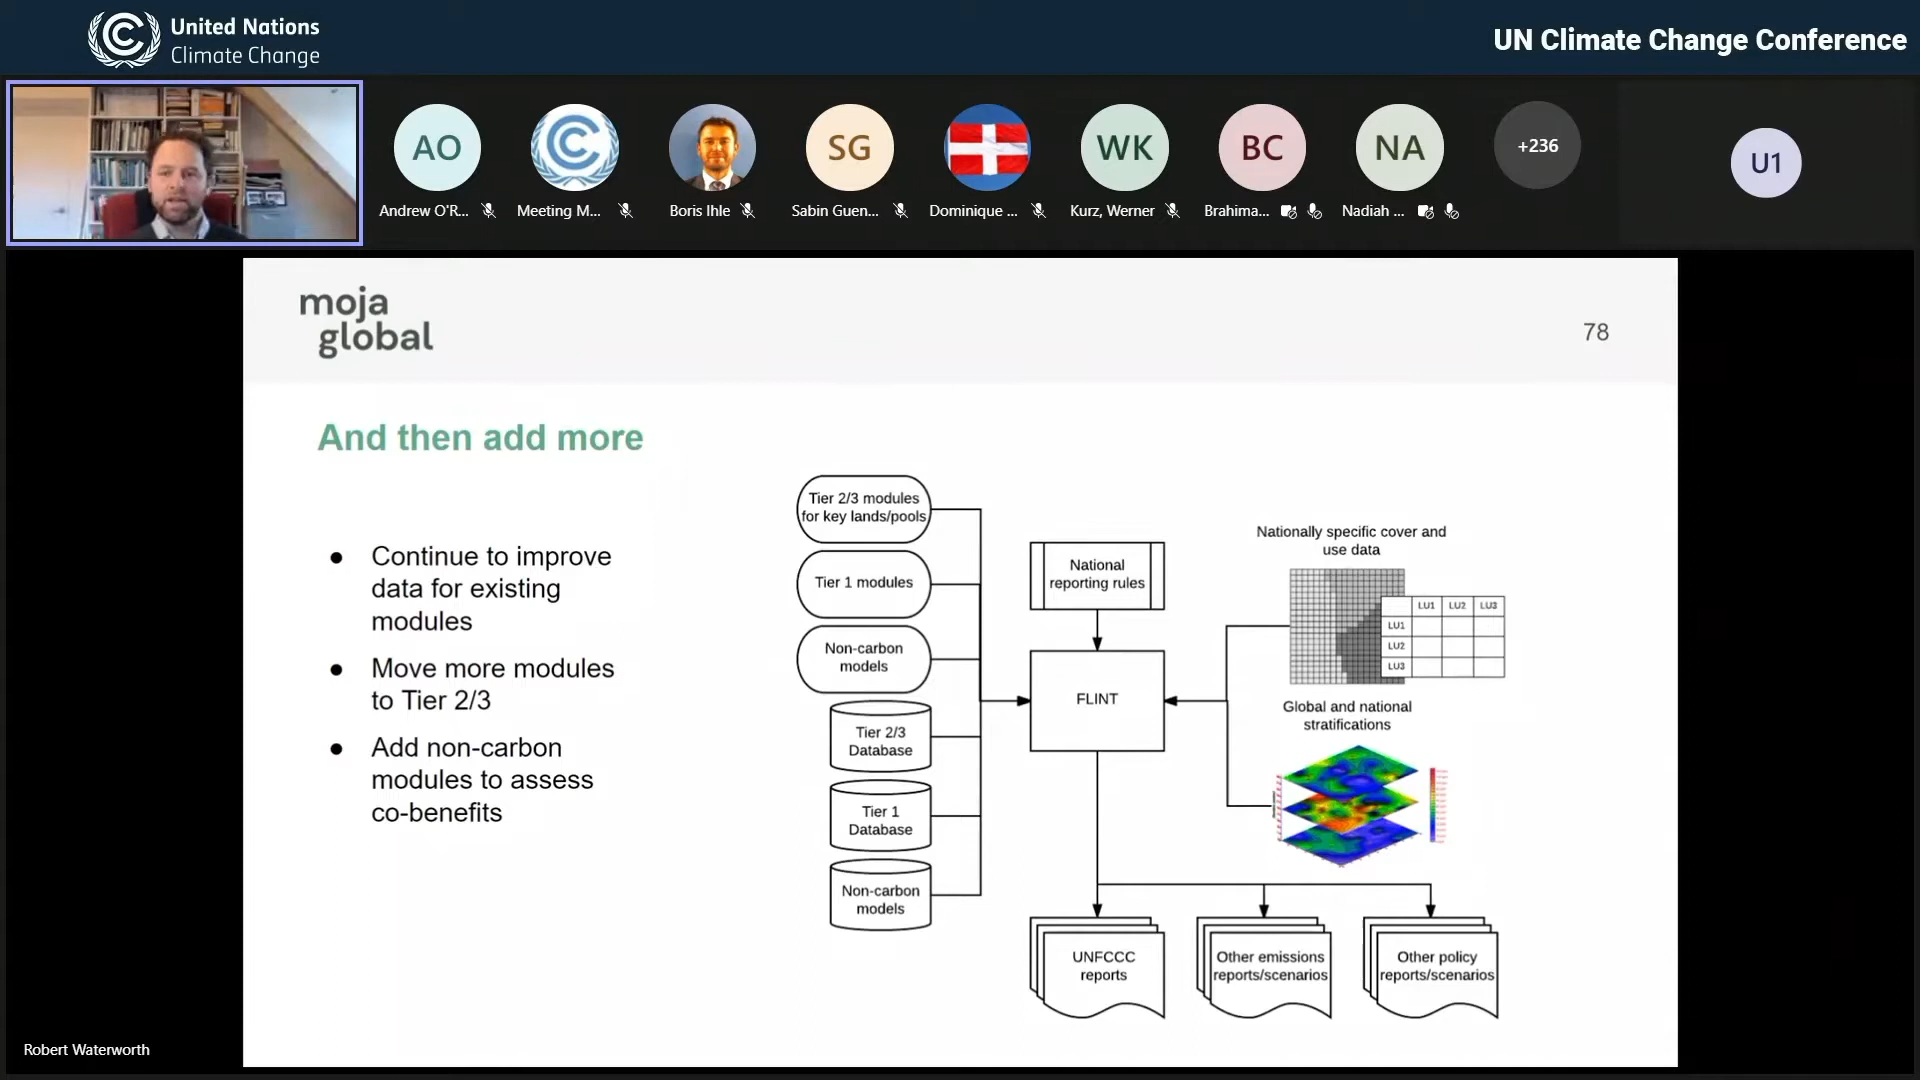 United Nations
Climate Change
UN Climate Change Conference
AO
SG
WK
BC
NA
+236
U1
Andrew O'R...
Meeting M...
Boris Ihle
Sabin Guen...
Dominique ...
Kurz, Werner
Brahima...
Nadiah ...
moja
global
78
And then add more
● Continue to improve
data for existing
modules
● Move more modules
to Tier 2/3
● Add non-carbon
modules to assess
co-benefits
Tier 2/3 modules
for key lands/pools
Tier 1 modules
Non-carbon
models
Tier 2/3
Database
Tier 1
Database
Non-carbon
models
National
reporting rules
FLINT
Nationally specific cover and
use data
LU1 LU2 LU3
LU1
LU2
LU3
Global and national
stratifications
UNFCCC
reports
Other emissions
reports/scenarios
Other policy
reports/scenarios
Robert Waterworth